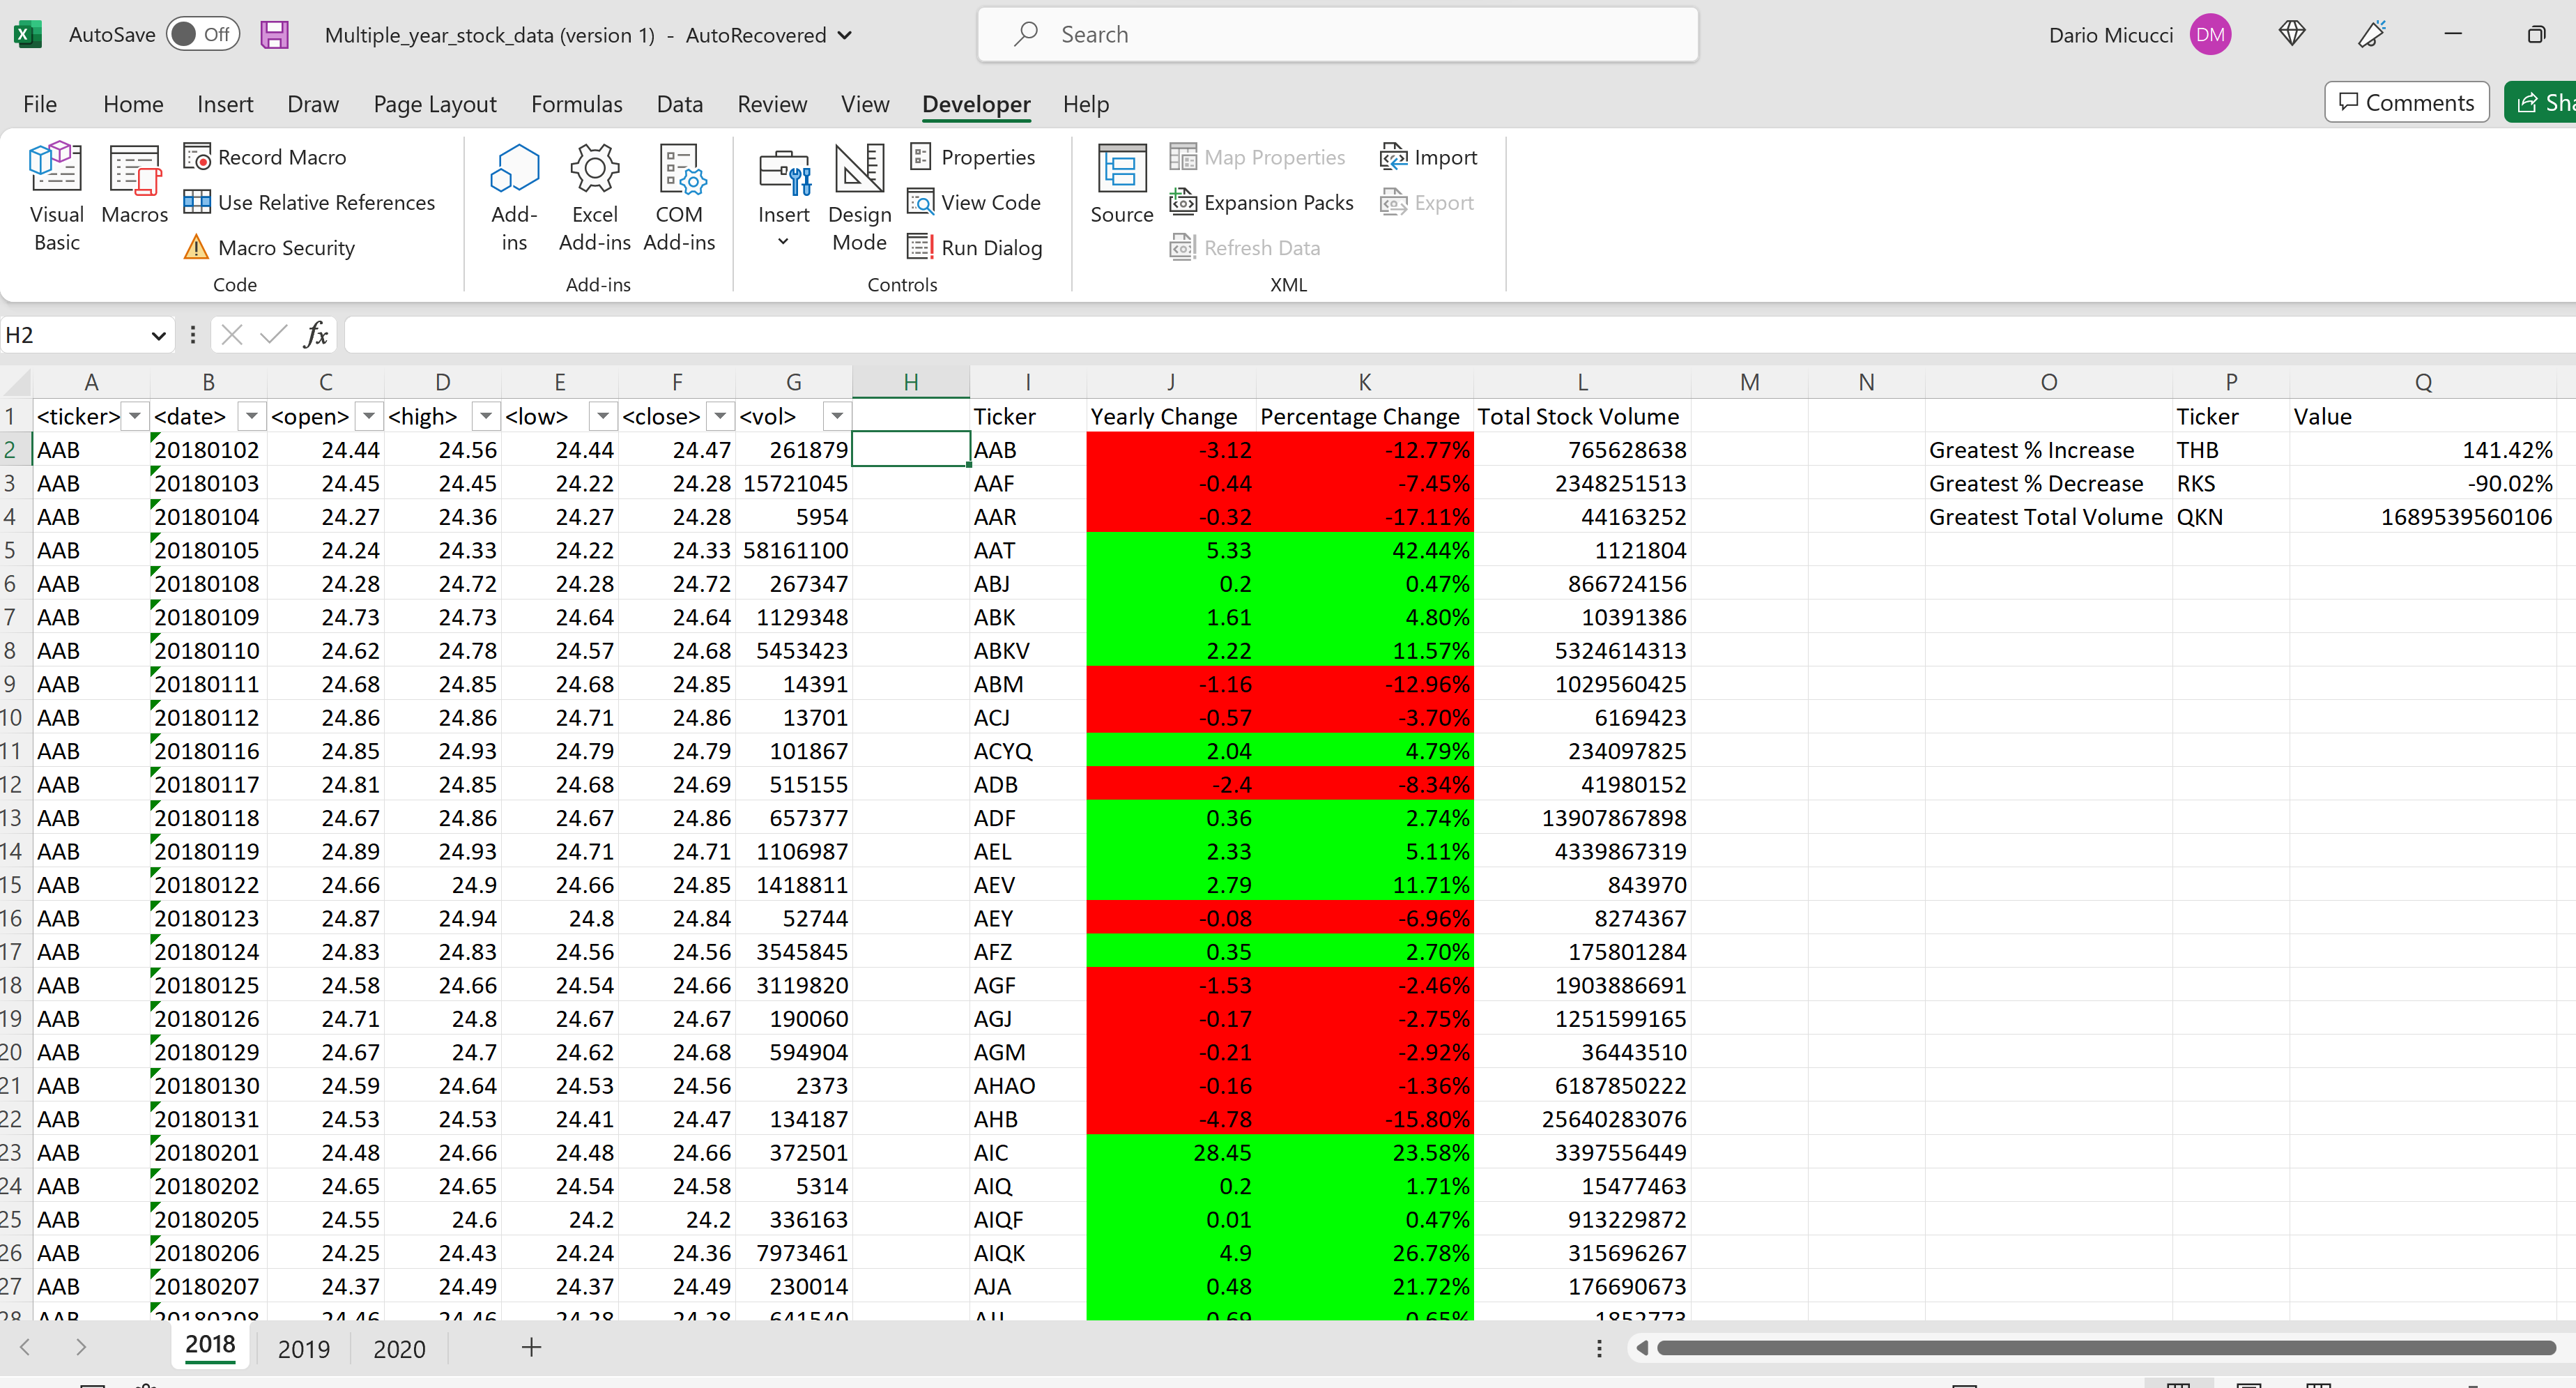 AutoSave Off Multiple_year_stock_data (version 1) - AutoRecovered Search Dario Micucci DM
File Home Insert Draw Page Layout Formulas Data Review View Developer Help Comments
Visual Basic
Macros
Record Macro
Use Relative References
Macro Security
Code
Add-ins
Excel Add-ins
COM Add-ins
Add-ins
Insert
Design Mode
Properties
View Code
Run Dialog
Controls
Source
Map Properties
Expansion Packs
Refresh Data
Import
Export
XML
H2 fx
A B C D E F G H I J K L M N O P Q
1 <ticker> <date> <open> <high> <low> <close> <vol> Ticker Yearly Change Percentage Change Total Stock Volume Ticker Value
2 AAB 20180102 24.44 24.56 24.44 24.47 261879 AAB -3.12 -12.77% 765628638 Greatest % Increase THB 141.42%
3 AAB 20180103 24.45 24.45 24.22 24.28 15721045 AAF -0.44 -7.45% 2348251513 Greatest % Decrease RKS -90.02%
4 AAB 20180104 24.27 24.36 24.27 24.28 5954 AAR -0.32 -17.11% 44163252 Greatest Total Volume QKN 1689539560106
5 AAB 20180105 24.24 24.33 24.22 24.33 58161100 AAT 5.33 42.44% 1121804
6 AAB 20180108 24.28 24.72 24.28 24.72 267347 ABJ 0.2 0.47% 866724156
7 AAB 20180109 24.73 24.73 24.64 24.64 1129348 ABK 1.61 4.80% 10391386
8 AAB 20180110 24.62 24.78 24.57 24.68 5453423 ABKV 2.22 11.57% 5324614313
9 AAB 20180111 24.68 24.85 24.68 24.85 14391 ABM -1.16 -12.96% 1029560425
10 AAB 20180112 24.86 24.86 24.71 24.86 13701 ACJ -0.57 -3.70% 6169423
11 AAB 20180116 24.85 24.93 24.79 24.79 101867 ACYQ 2.04 4.79% 234097825
12 AAB 20180117 24.81 24.85 24.68 24.69 515155 ADB -2.4 -8.34% 41980152
13 AAB 20180118 24.67 24.86 24.67 24.86 657377 ADF 0.36 2.74% 13907867898
14 AAB 20180119 24.89 24.93 24.71 24.71 1106987 AEL 2.33 5.11% 4339867319
15 AAB 20180122 24.66 24.9 24.66 24.85 1418811 AEV 2.79 11.71% 843970
16 AAB 20180123 24.87 24.94 24.8 24.84 52744 AEY -0.08 -6.96% 8274367
17 AAB 20180124 24.83 24.83 24.56 24.56 3545845 AFZ 0.35 2.70% 175801284
18 AAB 20180125 24.58 24.66 24.54 24.66 3119820 AGF -1.53 -2.46% 1903886691
19 AAB 20180126 24.71 24.8 24.67 24.67 190060 AGJ -0.17 -2.75% 1251599165
20 AAB 20180129 24.67 24.7 24.62 24.68 594904 AGM -0.21 -2.92% 36443510
21 AAB 20180130 24.59 24.64 24.53 24.56 2373 AHAO -0.16 -1.36% 6187850222
22 AAB 20180131 24.53 24.53 24.41 24.47 134187 AHB -4.78 -15.80% 25640283076
23 AAB 20180201 24.48 24.66 24.48 24.66 372501 AIC 28.45 23.58% 3397556449
24 AAB 20180202 24.65 24.65 24.54 24.58 5314 AIQ 0.2 1.71% 15477463
25 AAB 20180205 24.55 24.6 24.2 24.2 336163 AIQF 0.01 0.47% 913229872
26 AAB 20180206 24.25 24.43 24.24 24.36 7973461 AIQK 4.9 26.78% 315696267
27 AAB 20180207 24.37 24.49 24.37 24.49 230014 AJA 0.48 21.72% 176690673
2018 2019 2020